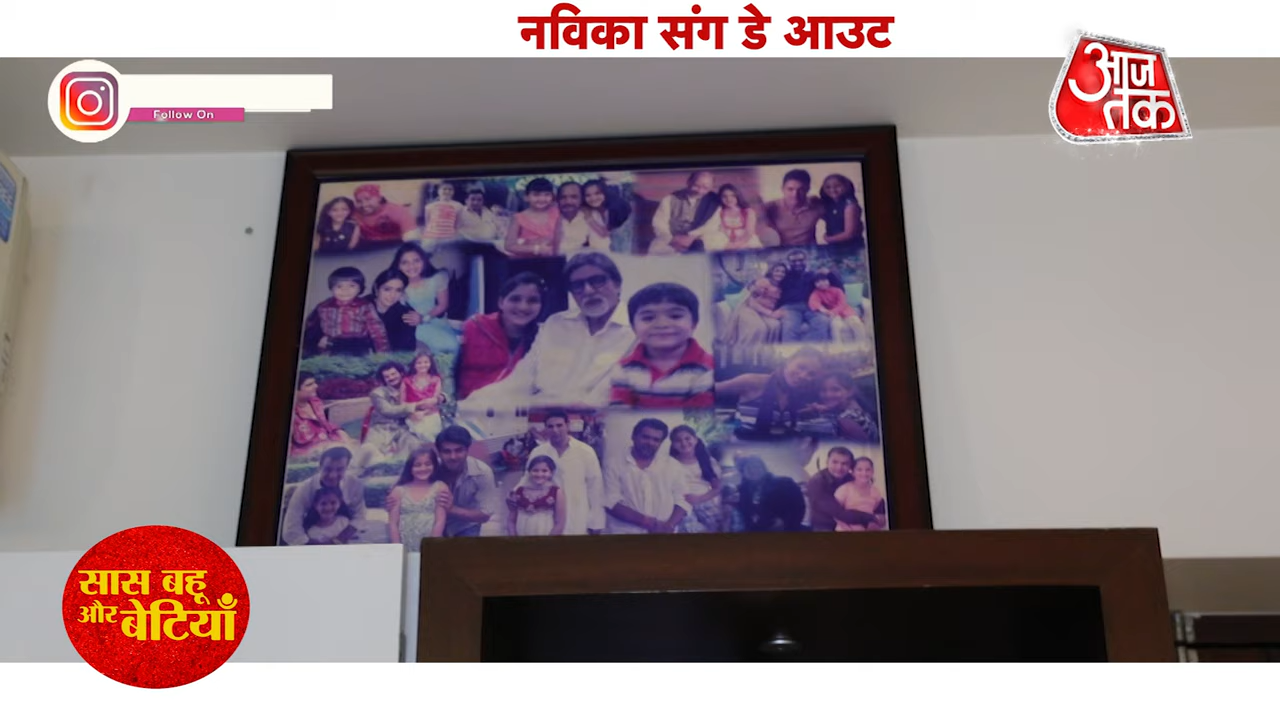 नविका संग डे आउट
आज
तक
Follow On
सास बहू
और बेटियाँ